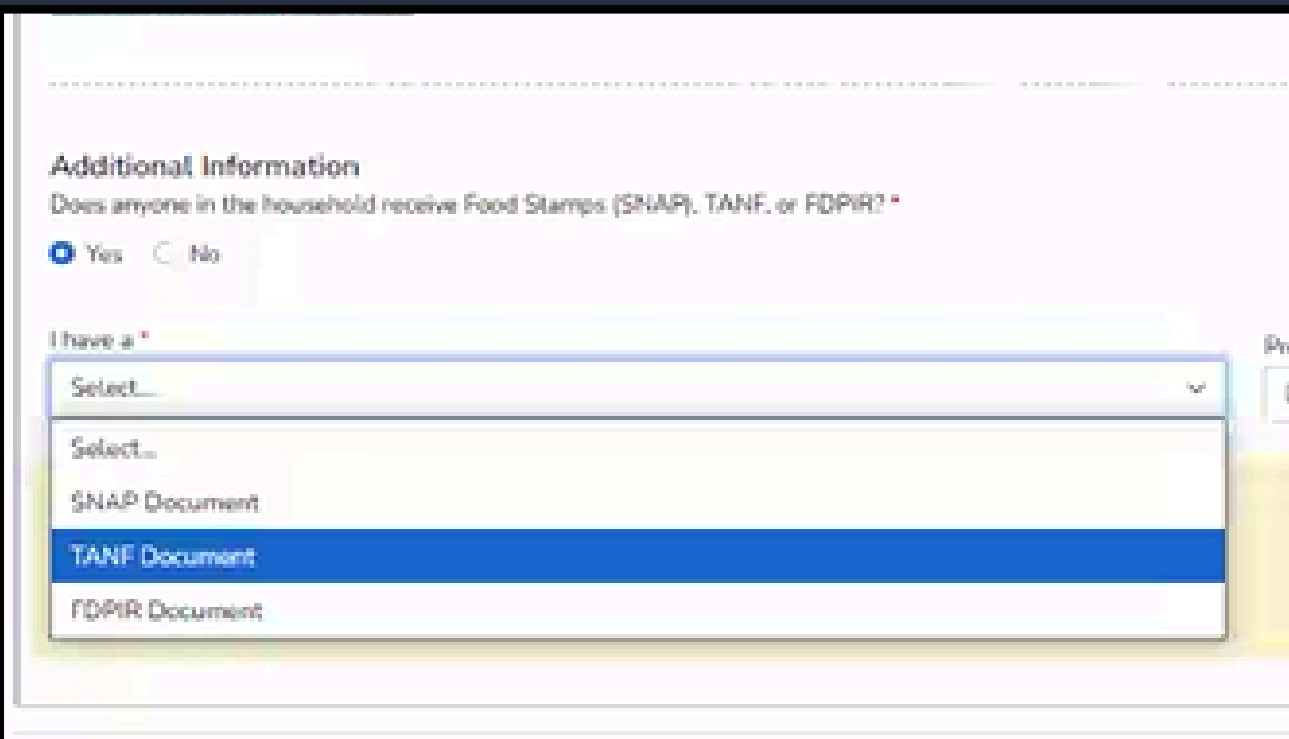 Additional Information
Does anyone in the household receive Food Stamps (SNAP), TANF, or FDPIR? *
Yes No
I have a *
Select...
Select...
SNAP Document
TANF Document
FDPIR Document